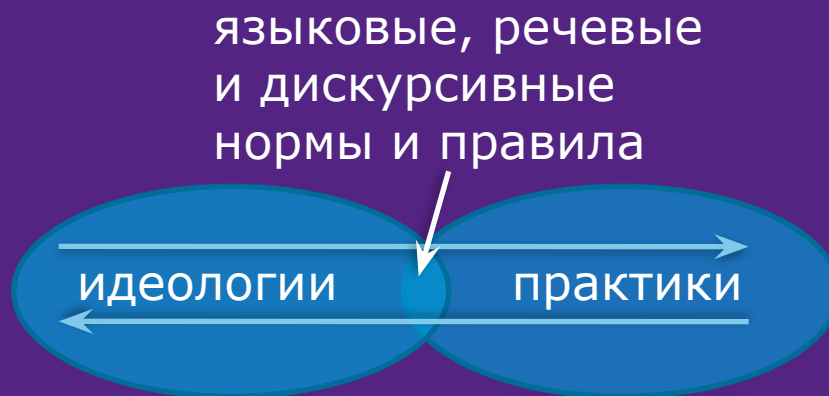 языковые, речевые
и дискурсивные
нормы и правила
идеологии
практики